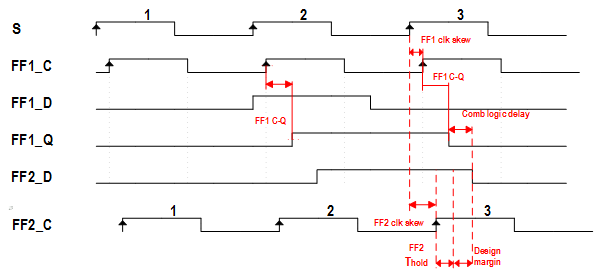 S 1 2 3
FF1 clk skew
FF1_C
FF1 C-Q
FF1_D
FF1 C-Q
Comb logic delay
FF1_Q
FF2_D
1 2 FF2 clk skew 3
FF2_C
FF2
Thold
Design
margin